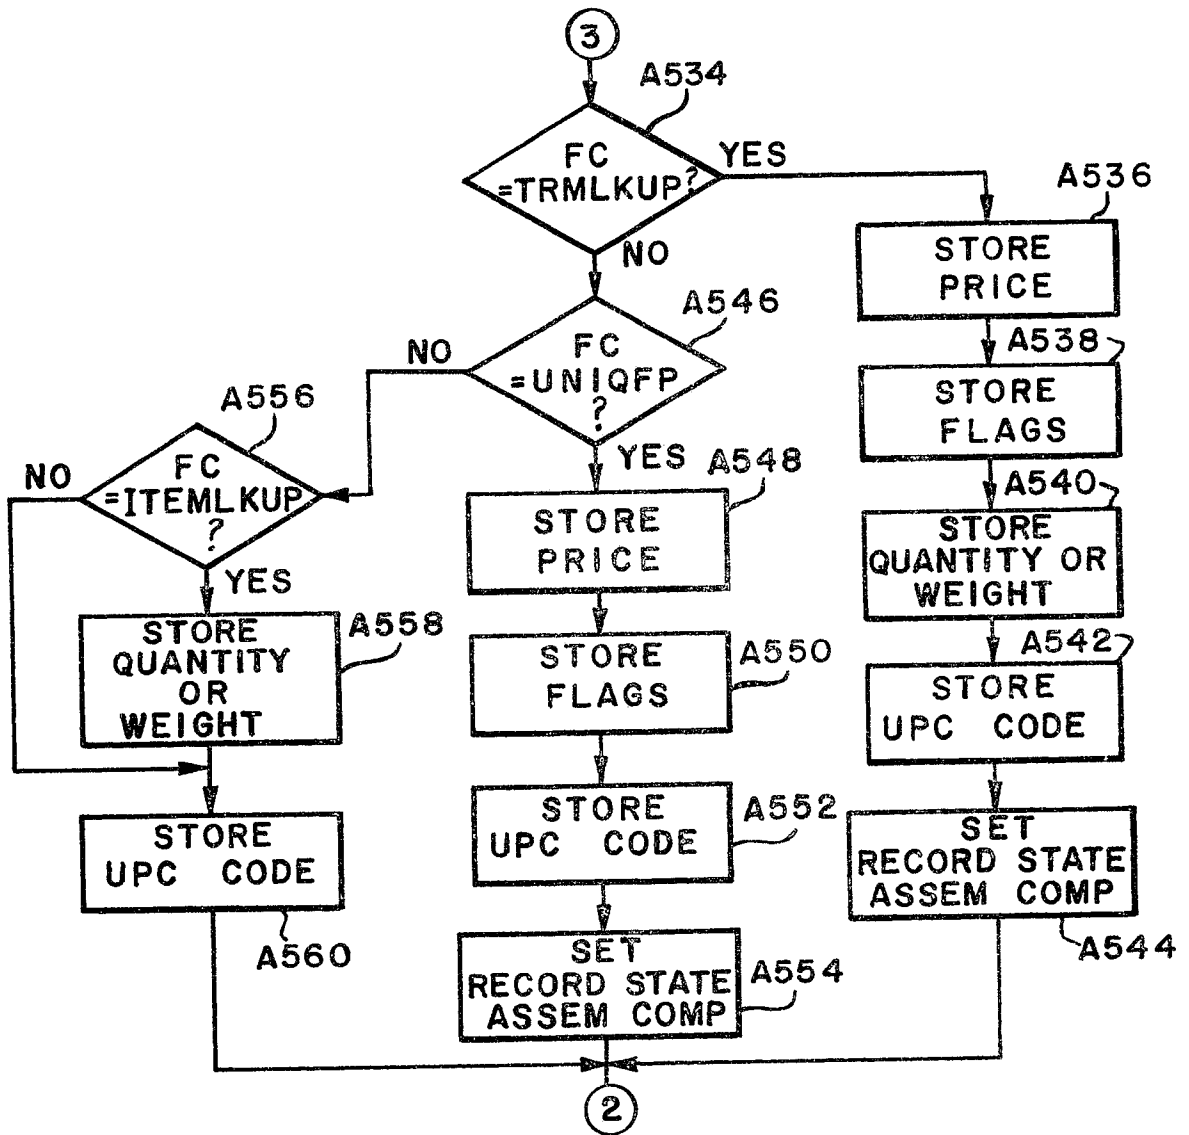 3
A534
FC
=TRMLKUP?
YES
NO
A536
STORE
PRICE
A538
STORE
FLAGS
A540
STORE
QUANTITY OR
WEIGHT
A542
STORE
UPC CODE
SET
RECORD STATE
ASSEM COMP
A544
A546
FC
=UNIQFP
?
NO
YES
A548
STORE
PRICE
A550
STORE
FLAGS
A552
STORE
UPC CODE
SET
RECORD STATE
ASSEM COMP
A554
A556
FC
=ITEMLKUP
?
NO
YES
A558
STORE
QUANTITY
OR
WEIGHT
STORE
UPC CODE
A560
2